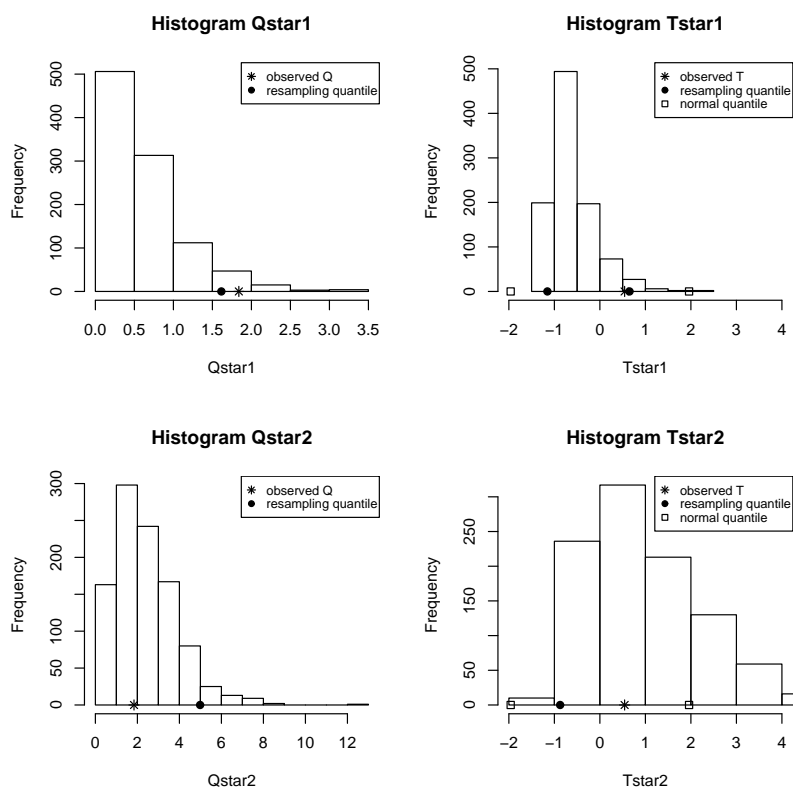 Histogram Qstar1
Frequency
0 100 200 300 400 500
0.0 0.5 1.0 1.5 2.0 2.5 3.0 3.5
Qstar1
observed Q
resampling quantile
Histogram Tstar1
Frequency
0 100 200 300 400 500
−2 −1 0 1 2 3 4
Tstar1
observed T
resampling quantile
normal quantile
Histogram Qstar2
Frequency
0 50 150 200 300
0 2 4 6 8 10 12
Qstar2
observed Q
resampling quantile
Histogram Tstar2
Frequency
0 50 150 250
−2 −1 0 1 2 3 4
Tstar2
observed T
resampling quantile
normal quantile